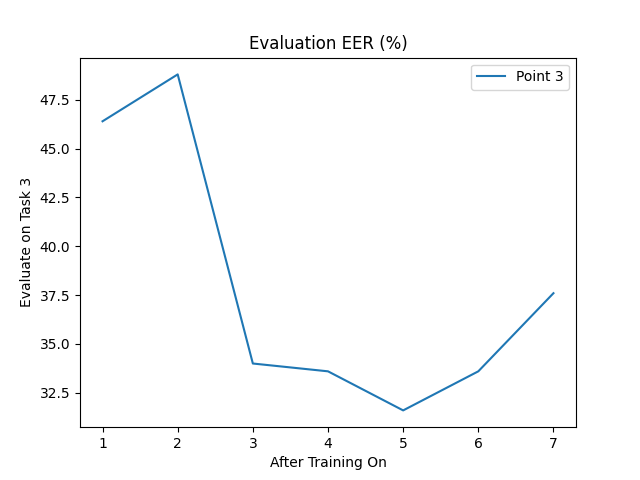 Evaluation EER (%)
Point 3
47.5
45.0
42.5
40.0
37.5
35.0
32.5
Evaluate on Task 3
1 2 3 4 5 6 7
After Training On